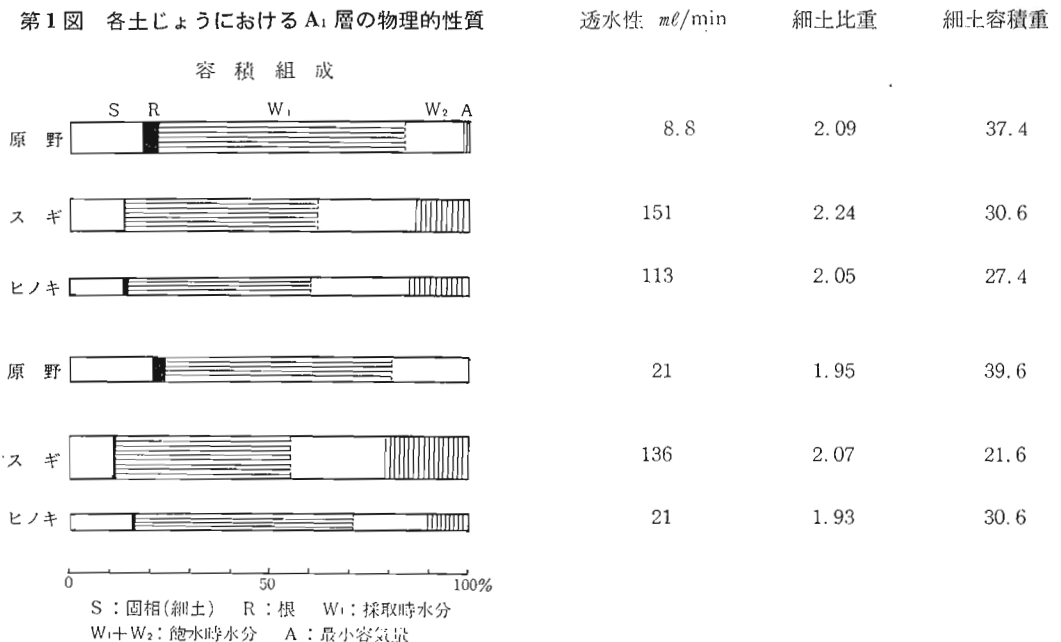 第1図 各土じょうにおけるA₁層の物理的性質 透水性 mℓ/min 細土比重 細土容積重
容積組成
S R W₁ W₂ A
原野 8.8 2.09 37.4
スギ 151 2.24 30.6
ヒノキ 113 2.05 27.4
原野 21 1.95 39.6
スギ 136 2.07 21.6
ヒノキ 21 1.93 30.6
0 50 100%
S:固相(細土) R:根 W₁:採取時水分
W₁+W₂:飽水時水分 A:最小容気量